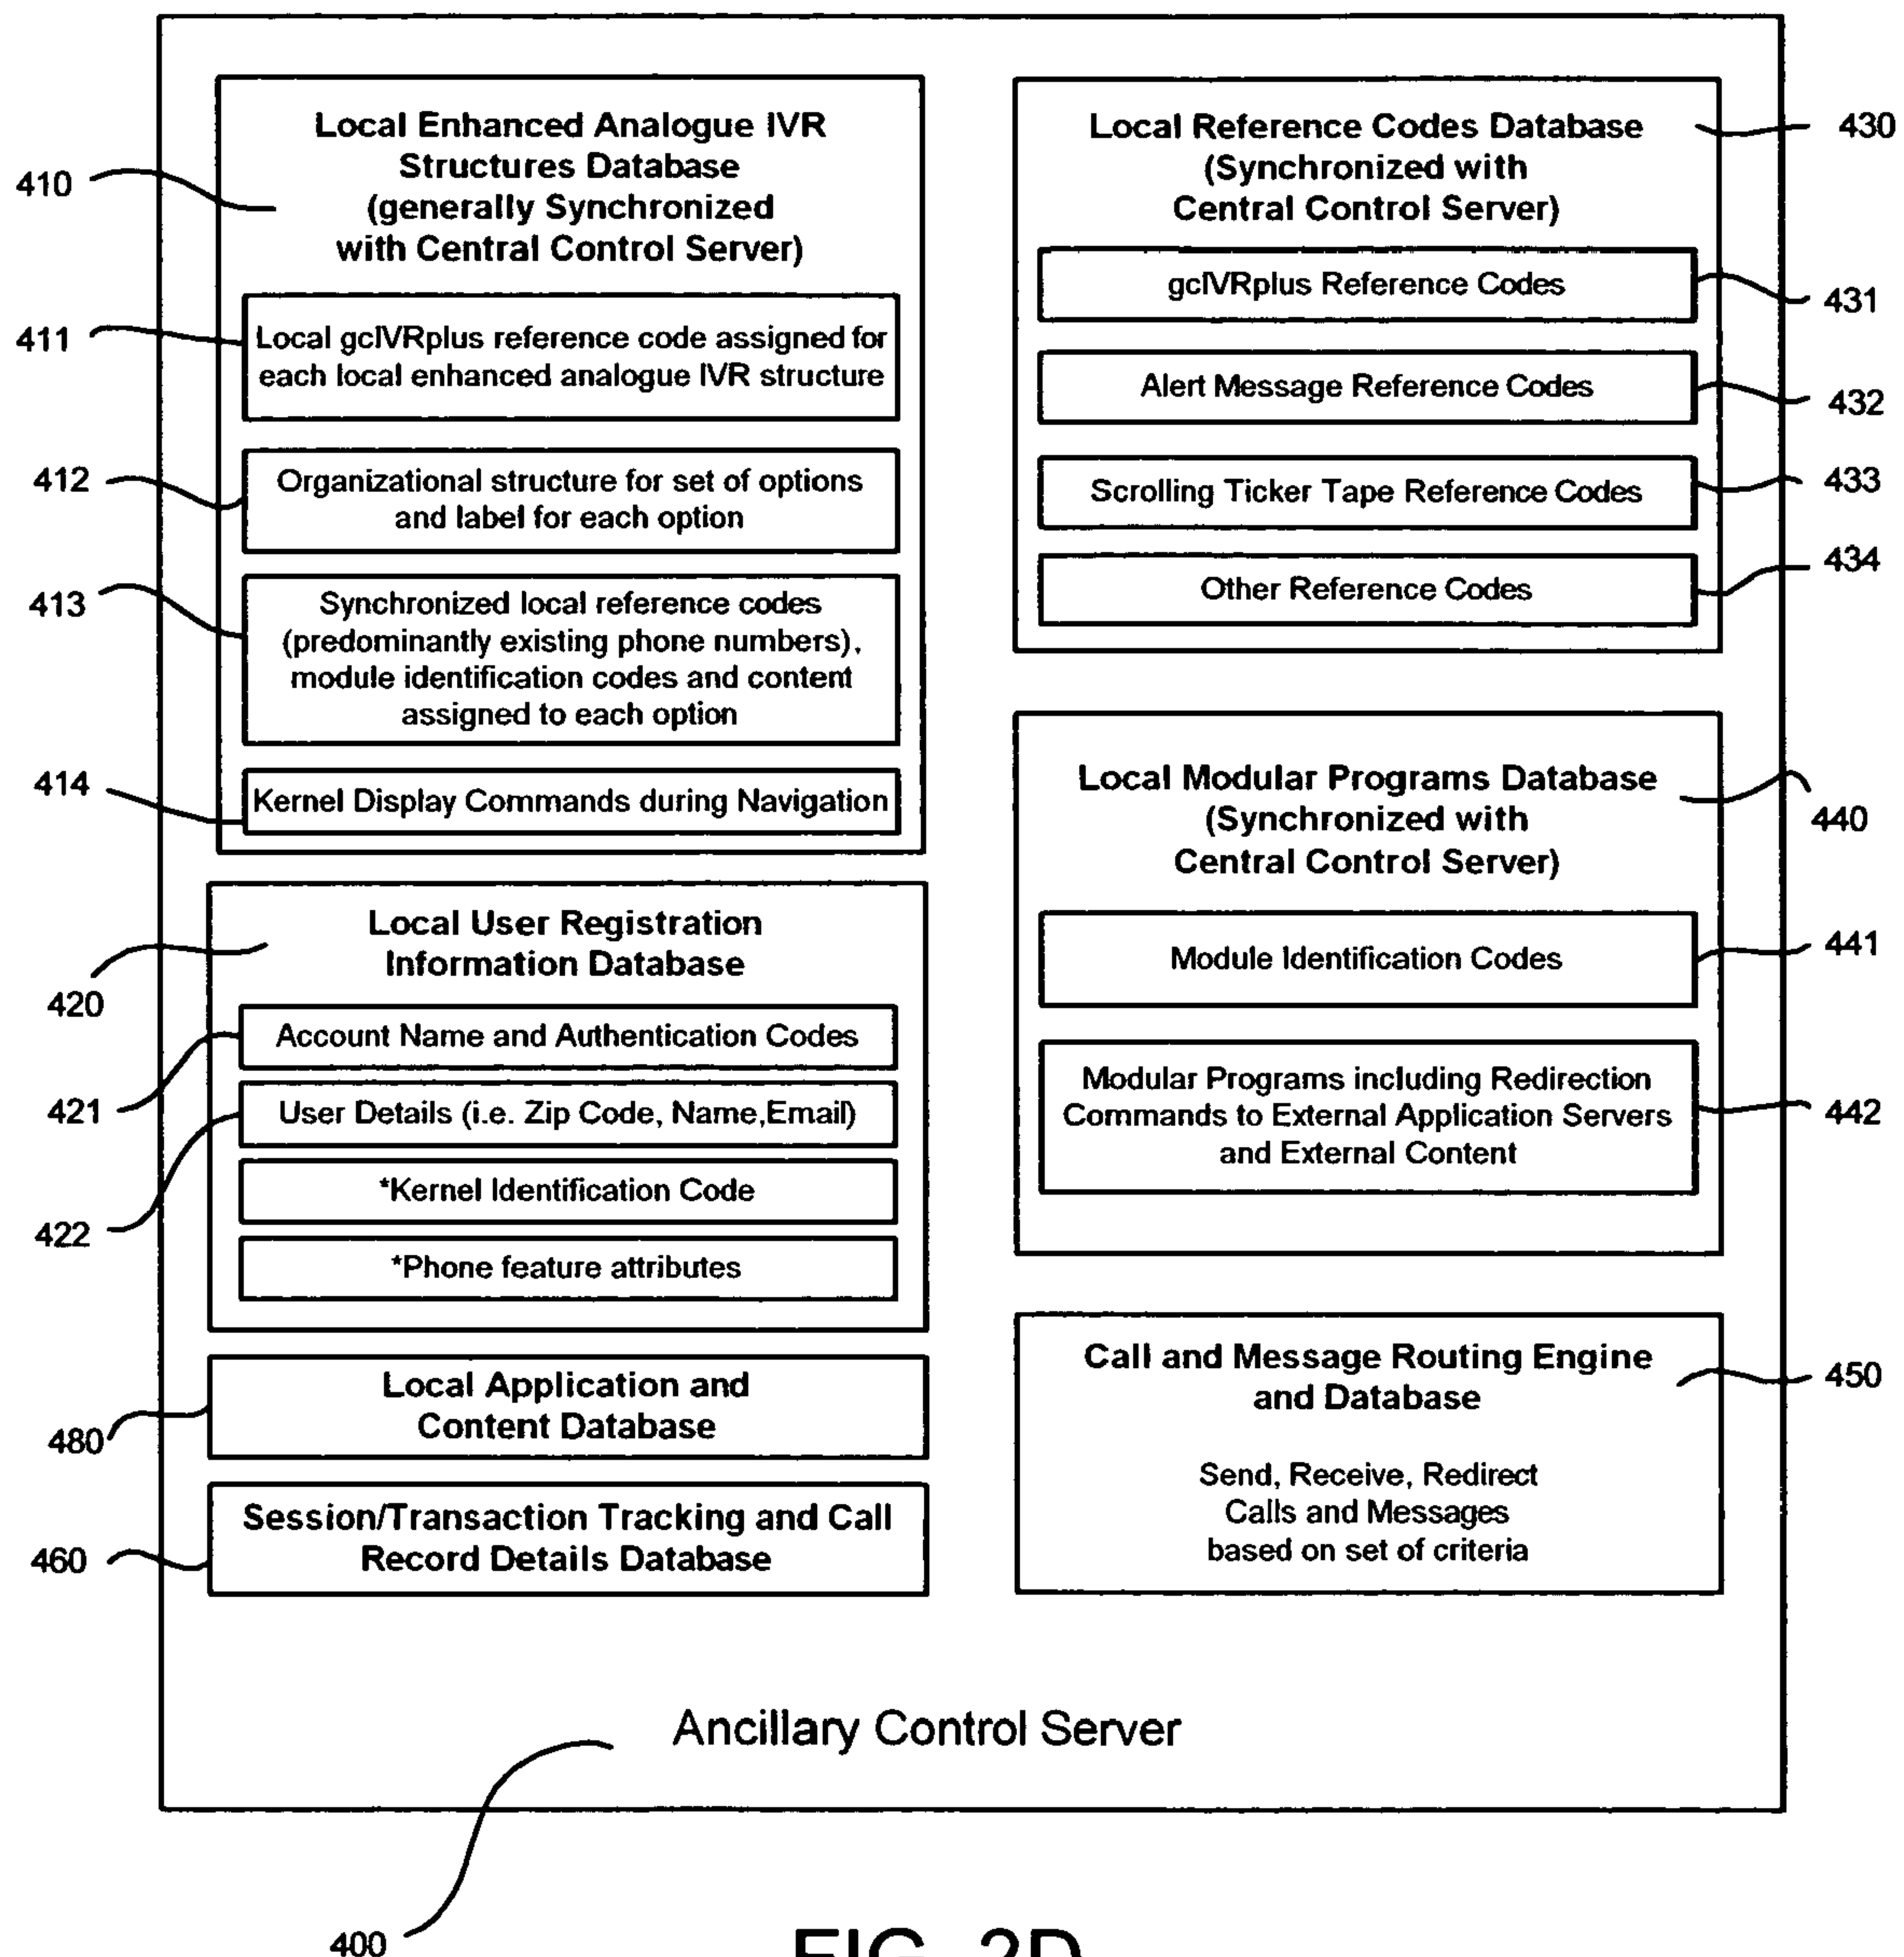 Local Enhanced Analogue IVR
Structures Database
(generally Synchronized
with Central Control Server)
410
Local gcIVRplus reference code assigned for
each local enhanced analogue IVR structure
411
Organizational structure for set of options
and label for each option
412
Synchronized local reference codes
(predominantly existing phone numbers),
module identification codes and content
assigned to each option
413
Kernel Display Commands during Navigation
414
Local User Registration
Information Database
420
Account Name and Authentication Codes
421
User Details (i.e. Zip Code, Name,Email)
422
*Kernel Identification Code
*Phone feature attributes
Local Application and
Content Database
480
Session/Transaction Tracking and Call
Record Details Database
460
Local Reference Codes Database
(Synchronized with
Central Control Server)
430
gcIVRplus Reference Codes
431
Alert Message Reference Codes
432
Scrolling Ticker Tape Reference Codes
433
Other Reference Codes
434
Local Modular Programs Database
(Synchronized with
Central Control Server)
440
Module Identification Codes
441
Modular Programs including Redirection
Commands to External Application Servers
and External Content
442
Call and Message Routing Engine
and Database
450
Send, Receive, Redirect
Calls and Messages
based on set of criteria
Ancillary Control Server
400
FIG. 2D